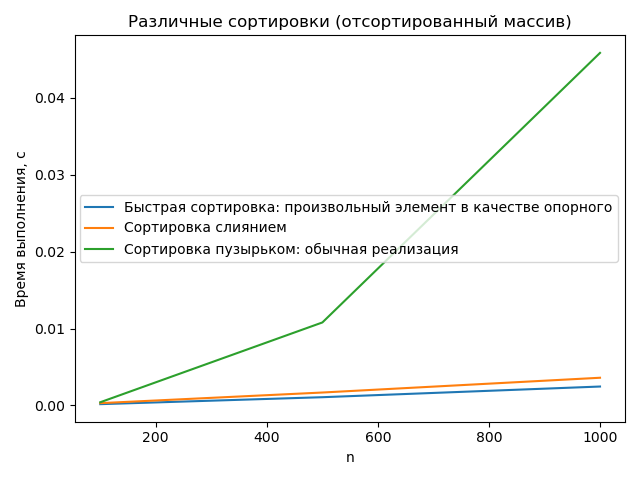 Различные сортировки (отсортированный массив)
Время выполнения, с
0.04
0.03
0.02
0.01
0.00
Быстрая сортировка: произвольный элемент в качестве опорного
Сортировка слиянием
Сортировка пузырьком: обычная реализация
200
400
600
800
1000
n